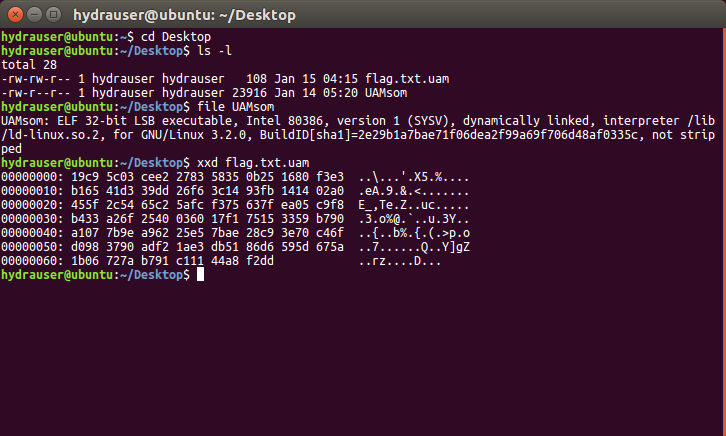 hydrauser@ubuntu: ~/Desktop
hydrauser@ubuntu:~$ cd Desktop
hydrauser@ubuntu:~/Desktop$ ls -l
total 28
-rw-rw-r-- 1 hydrauser hydrauser   108 Jan 15 04:15 flag.txt.uam
-rw-r--r-- 1 hydrauser hydrauser 23916 Jan 14 05:20 UAMsom
hydrauser@ubuntu:~/Desktop$ file UAMsom
UAMsom: ELF 32-bit LSB executable, Intel 80386, version 1 (SYSV), dynamically linked, interpreter /lib
/ld-linux.so.2, for GNU/Linux 3.2.0, BuildID[sha1]=2e29b1a7bae71f06dea2f99a69f706d48af0335c, not strip
ped
hydrauser@ubuntu:~/Desktop$ xxd flag.txt.uam
00000000: 19c9 5c03 cee2 2783 5835 0b25 1680 f3e3  ..\...'.X5.%....
00000010: b165 41d3 39dd 26f6 3c14 93fb 1414 02a0  .eA.9.&.<.......
00000020: 455f 2c54 65c2 5afc f375 637f ea05 c9f8  E_,Te.Z..uc.....
00000030: b433 a26f 2540 0360 17f1 7515 3359 b790  .3.o%@.`..u.3Y..
00000040: a107 7b9e a962 25e5 7bae 28c9 3e70 c46f  ..{..b%.{.(.>p.o
00000050: d098 3790 adf2 1ae3 db51 86d6 595d 675a  ..7......Q..Y]gZ
00000060: 1b06 727a b791 c111 44a8 f2dd            ..rz....D...
hydrauser@ubuntu:~/Desktop$